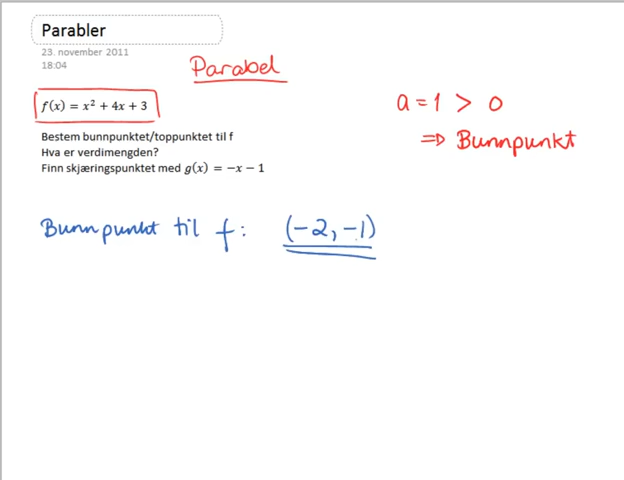 Parabler
23. november 2011
18:04
Parabel
f(x) = x² + 4x + 3
a = 1 > 0
⇒ Bunnpunkt
Bestem bunnpunktet/toppunktet til f
Hva er verdimengden?
Finn skjæringspunktet med g(x) = −x − 1
Bunnpunkt til f: (−2, −1)